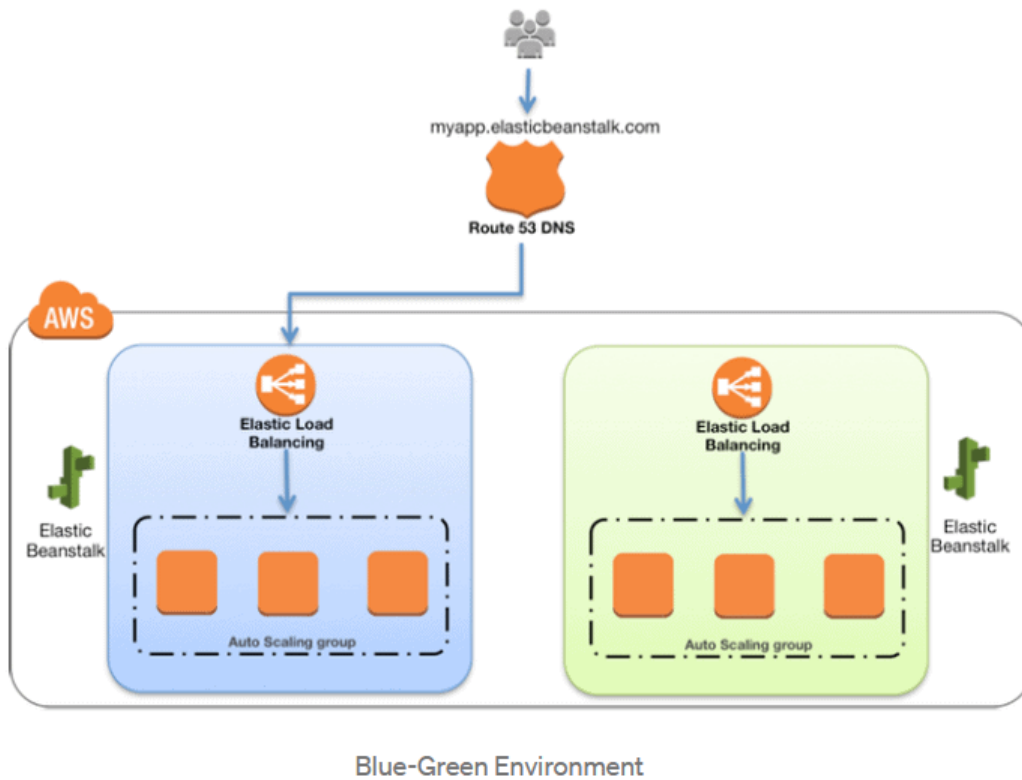 myapp.elasticbeanstalk.com
Route 53 DNS
AWS
Elastic Load
Balancing
Elastic
Beanstalk
Auto Scaling group
Elastic Load
Balancing
Elastic
Beanstalk
Auto Scaling group
Blue-Green Environment